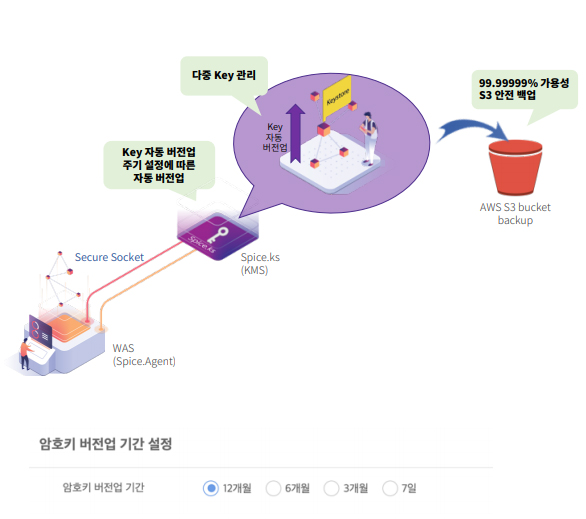 다중 Key 관리
99.99999% 가용성
S3 안전 백업
Keystore
Key
자동
버전업
Key 자동 버전업
주기 설정에 따른
자동 버전업
AWS S3 bucket
backup
Spice.ks
Secure Socket
Spice.ks
(KMS)
WAS
(Spice.Agent)
암호키 버전업 기간 설정
암호키 버전업 기간 12개월 6개월 3개월 7일